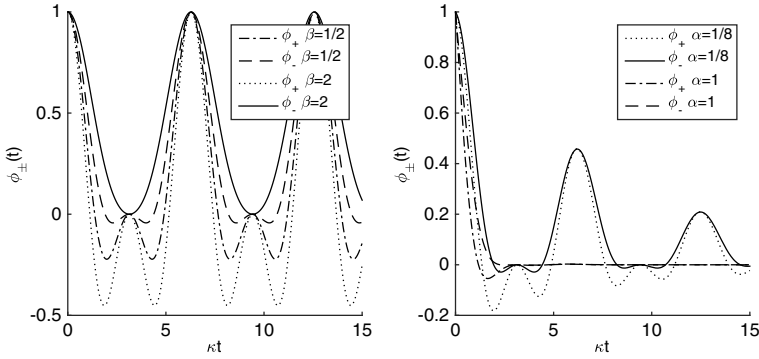 1
0.5
0
-0.5
0
5
10
15
κt
ϕ±(t)
ϕ+ β=1/2
ϕ- β=1/2
ϕ+ β=2
ϕ- β=2
1
0.8
0.6
0.4
0.2
0
-0.2
0
5
10
15
κt
ϕ±(t)
ϕ+ α=1/8
ϕ- α=1/8
ϕ+ α=1
ϕ- α=1